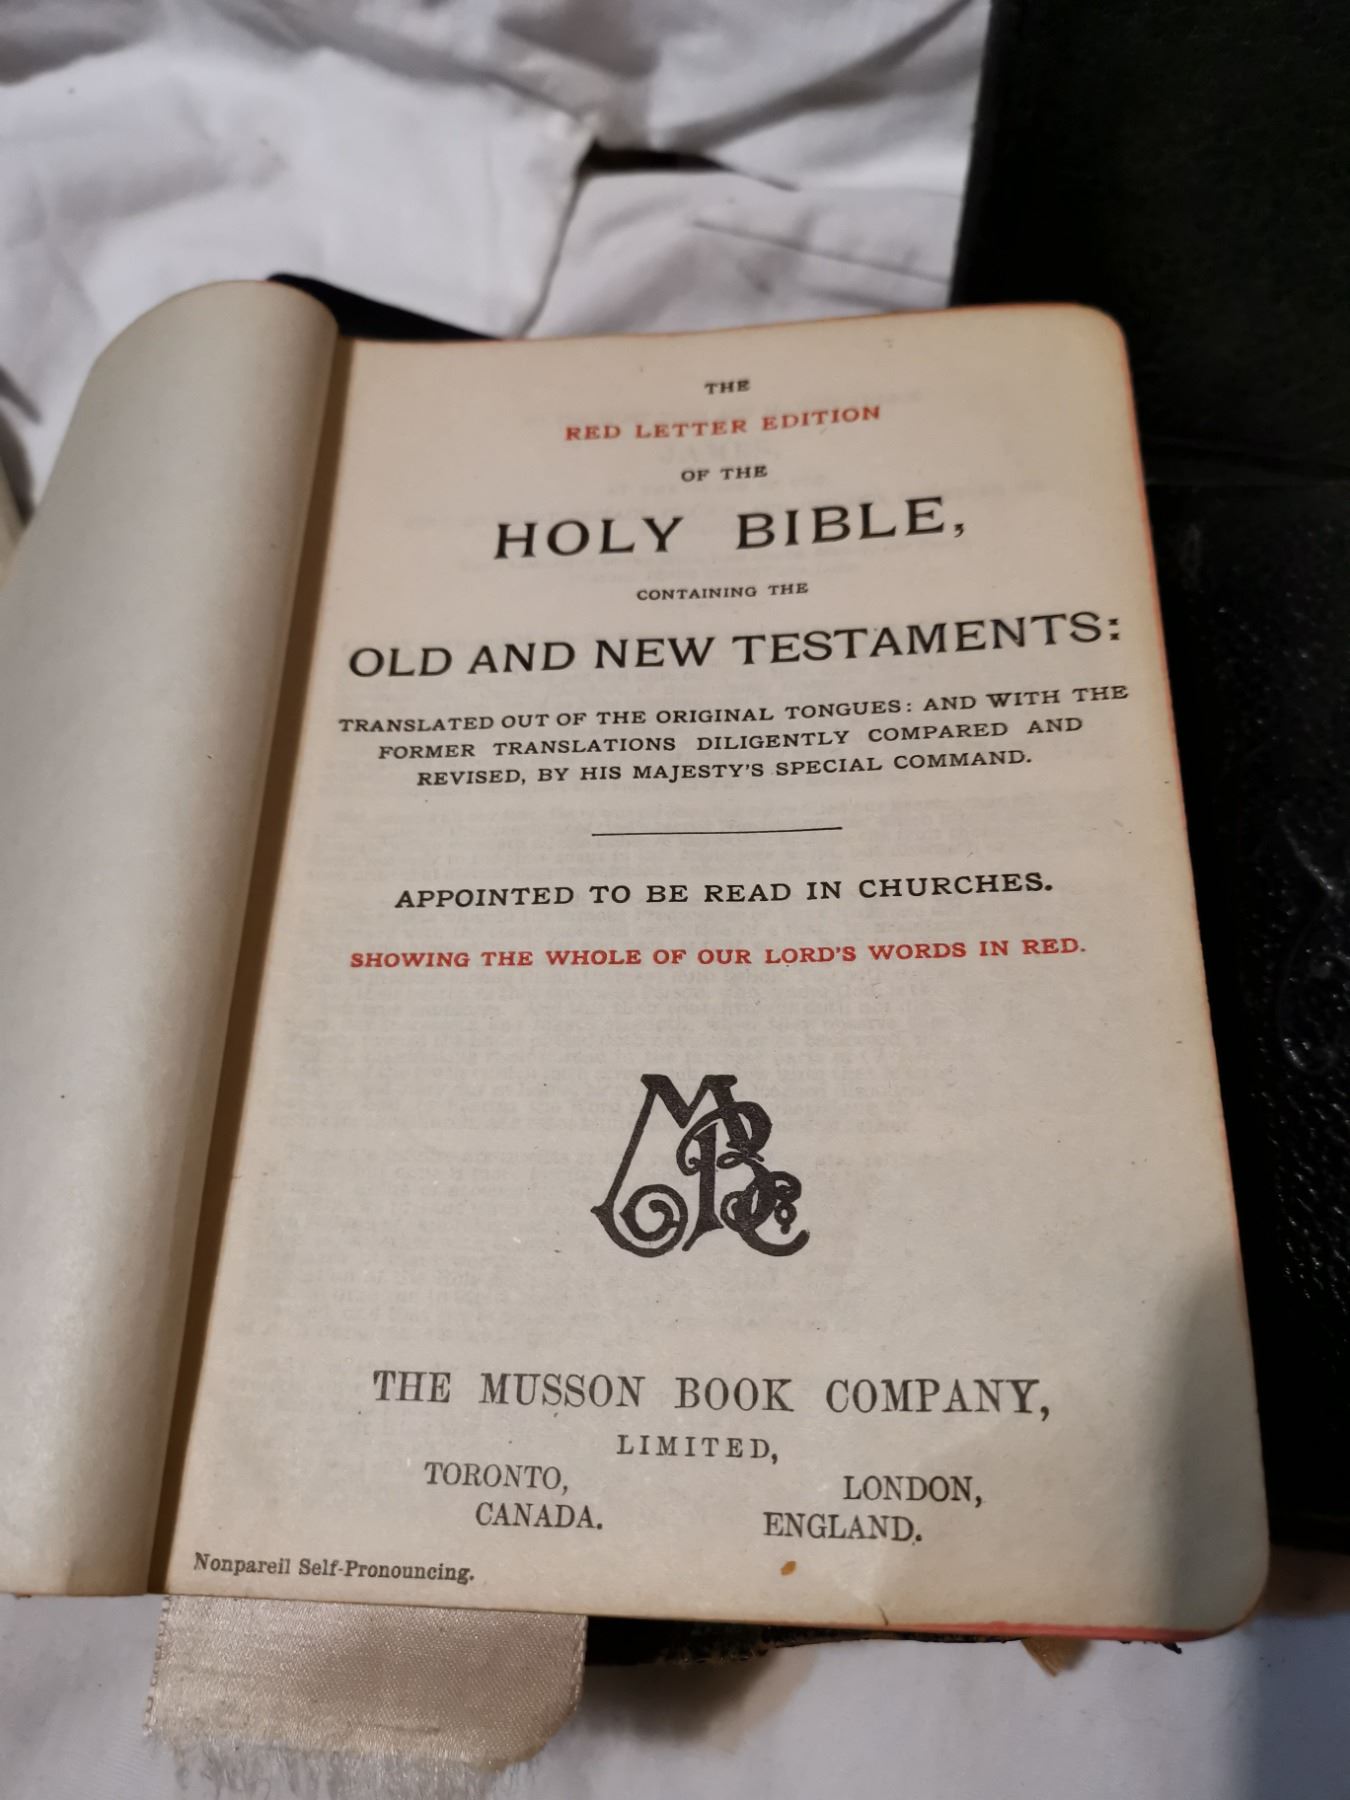 THE
RED LETTER EDITION
OF THE
HOLY BIBLE,
CONTAINING THE
OLD AND NEW TESTAMENTS:
TRANSLATED OUT OF THE ORIGINAL TONGUES: AND WITH THE
FORMER TRANSLATIONS DILIGENTLY COMPARED AND
REVISED, BY HIS MAJESTY'S SPECIAL COMMAND.
APPOINTED TO BE READ IN CHURCHES.
SHOWING THE WHOLE OF OUR LORD'S WORDS IN RED.
MBCo
THE MUSSON BOOK COMPANY,
LIMITED,
TORONTO, LONDON,
CANADA. ENGLAND.
Nonpareil Self-Pronouncing.